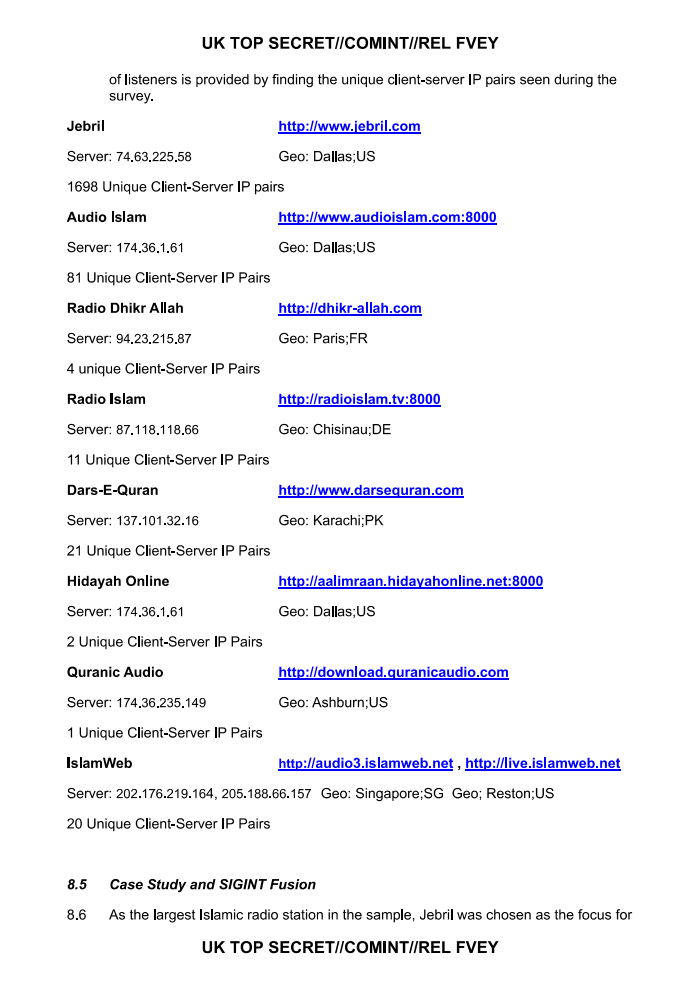 UK TOP SECRET//COMINT//REL FVEY
of listeners is provided by finding the unique client-server IP pairs seen during the
survey.
Jebril http://www.jebril.com
Server: 74.63.225.58 Geo: Dallas;US
1698 Unique Client-Server IP pairs
Audio Islam http://www.audioislam.com:8000
Server: 174.36.1.61 Geo: Dallas;US
81 Unique Client-Server IP Pairs
Radio Dhikr Allah http://dhikr-allah.com
Server: 94.23.215.87 Geo: Paris;FR
4 unique Client-Server IP Pairs
Radio Islam http://radioislam.tv:8000
Server: 87.118.118.66 Geo: Chisinau;DE
11 Unique Client-Server IP Pairs
Dars-E-Quran http://www.darsequran.com
Server: 137.101.32.16 Geo: Karachi;PK
21 Unique Client-Server IP Pairs
Hidayah Online http://aalimraan.hidayahonline.net:8000
Server: 174.36.1.61 Geo: Dallas;US
2 Unique Client-Server IP Pairs
Quranic Audio http://download.quranicaudio.com
Server: 174.36.235.149 Geo: Ashburn;US
1 Unique Client-Server IP Pairs
IslamWeb http://audio3.islamweb.net , http://live.islamweb.net
Server: 202.176.219.164, 205.188.66.157 Geo: Singapore;SG Geo; Reston;US
20 Unique Client-Server IP Pairs
8.5 Case Study and SIGINT Fusion
8.6 As the largest Islamic radio station in the sample, Jebril was chosen as the focus for
UK TOP SECRET//COMINT//REL FVEY